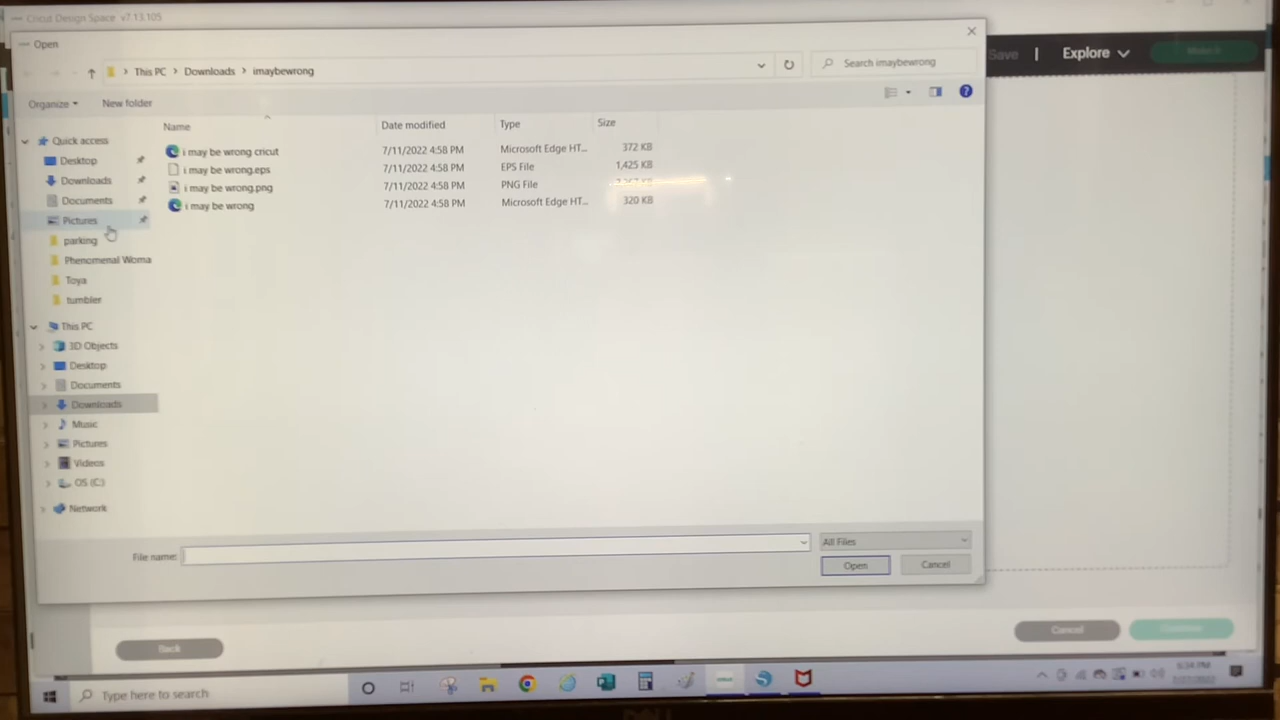 Cricut Design Space v7.13.105
Open
This PC > Downloads > imaybewrong
Search imaybewrong
Save | Explore
Organize
New folder
Name
Date modified
Type
Size
i may be wrong cricut 7/11/2022 4:58 PM Microsoft Edge HT... 372 KB
i may be wrong.eps 7/11/2022 4:58 PM EPS File 1,425 KB
i may be wrong.png 7/11/2022 4:58 PM PNG File
i may be wrong 7/11/2022 4:58 PM Microsoft Edge HT... 320 KB
Quick access
Desktop
Downloads
Documents
Pictures
parking
Phenomenal Woma
Toya
tumbler
This PC
3D Objects
Desktop
Documents
Downloads
Music
Pictures
Videos
OS (C:)
Network
File name:
All Files
Open
Cancel
Back
Cancel
Type here to search
DELL